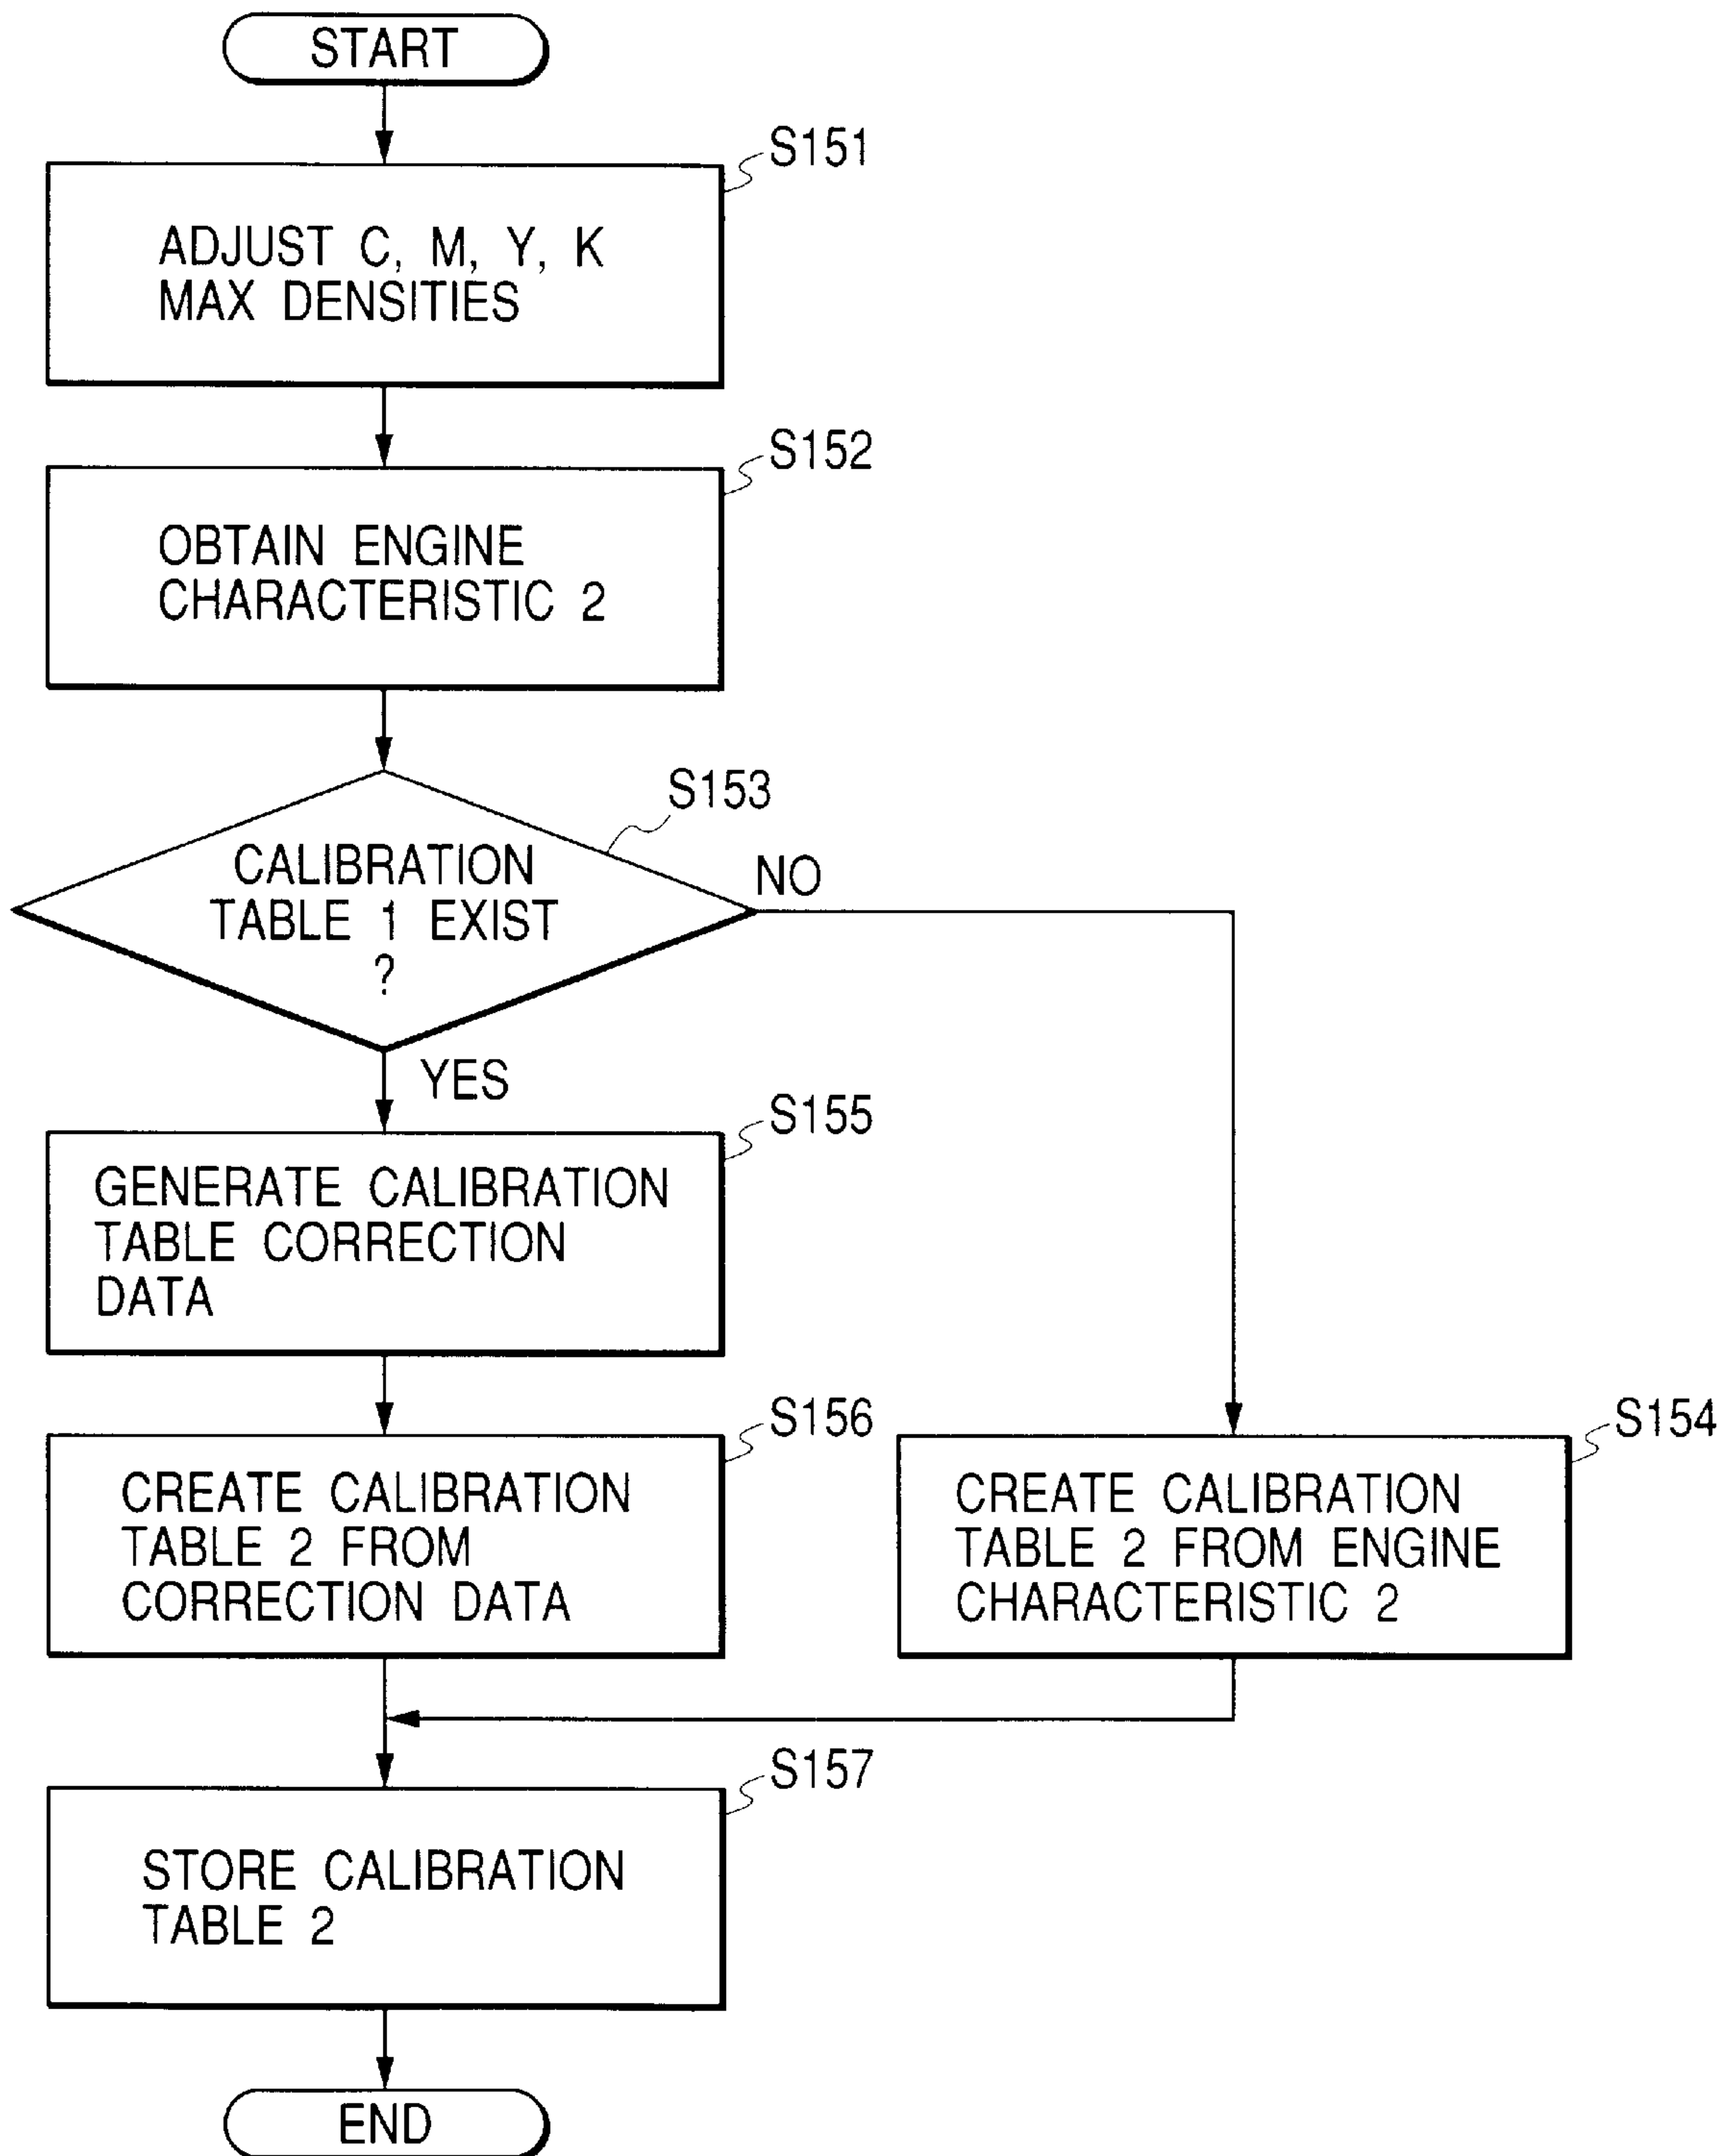 START
S151
ADJUST C, M, Y, K
MAX DENSITIES
S152
OBTAIN ENGINE
CHARACTERISTIC 2
S153
CALIBRATION
TABLE 1 EXIST
?
NO
YES
S155
GENERATE CALIBRATION
TABLE CORRECTION
DATA
S156
CREATE CALIBRATION
TABLE 2 FROM
CORRECTION DATA
S154
CREATE CALIBRATION
TABLE 2 FROM ENGINE
CHARACTERISTIC 2
S157
STORE CALIBRATION
TABLE 2
END